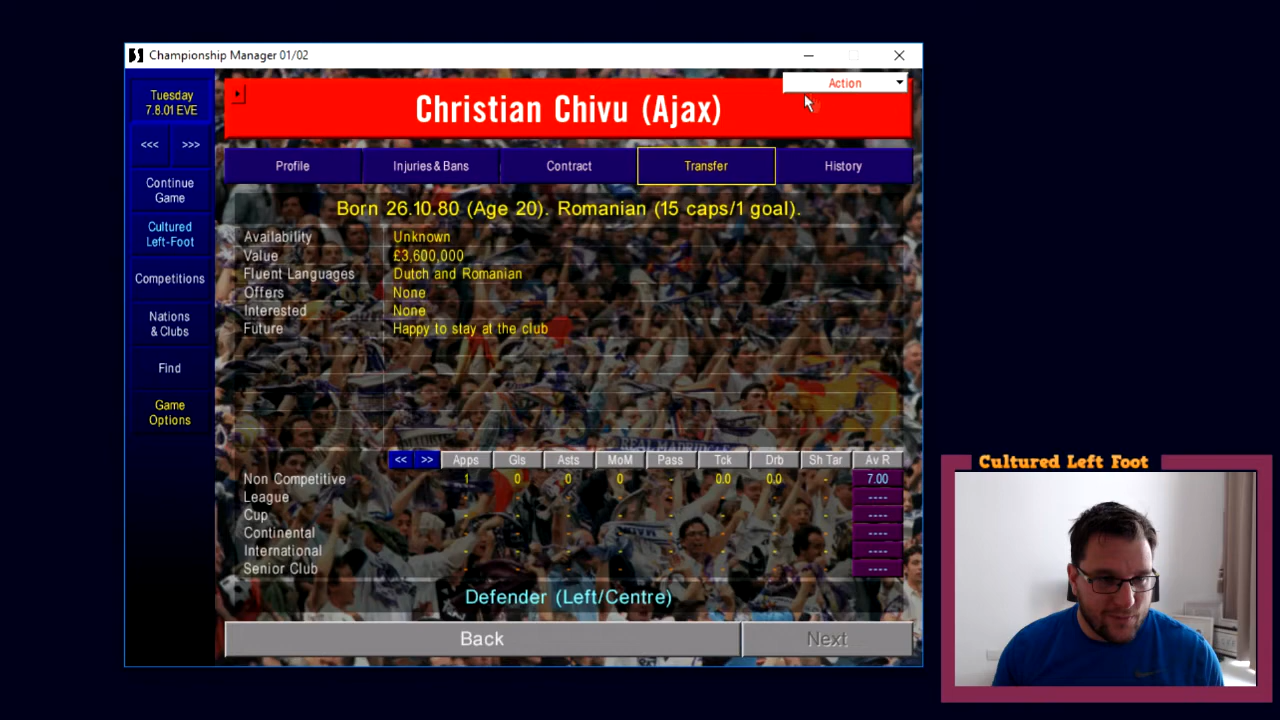 Championship Manager 01/02
Tuesday
7.8.01 EVE
<<< >>>
Continue
Game
Cultured
Left-Foot
Competitions
Nations
& Clubs
Find
Game
Options
Action
Christian Chivu (Ajax)
Profile Injuries & Bans Contract Transfer History
Born 26.10.80 (Age 20). Romanian (15 caps/1 goal).
Availability Unknown
Value £3,600,000
Fluent Languages Dutch and Romanian
Offers None
Interested None
Future Happy to stay at the club
REAL MADRID
<< >> Apps Gls Asts MoM Pass Tck Drb Sh Tar Av R
Non Competitive 1 0 0 0 - 0.0 0.0 - 7.00
League - - - - - - - - ----
Cup - - - - - - - - ----
Continental - - - - - - - - ----
International - - - - - - - - ----
Senior Club - - - - - - - - ----
Defender (Left/Centre)
Back Next
Cultured Left Foot